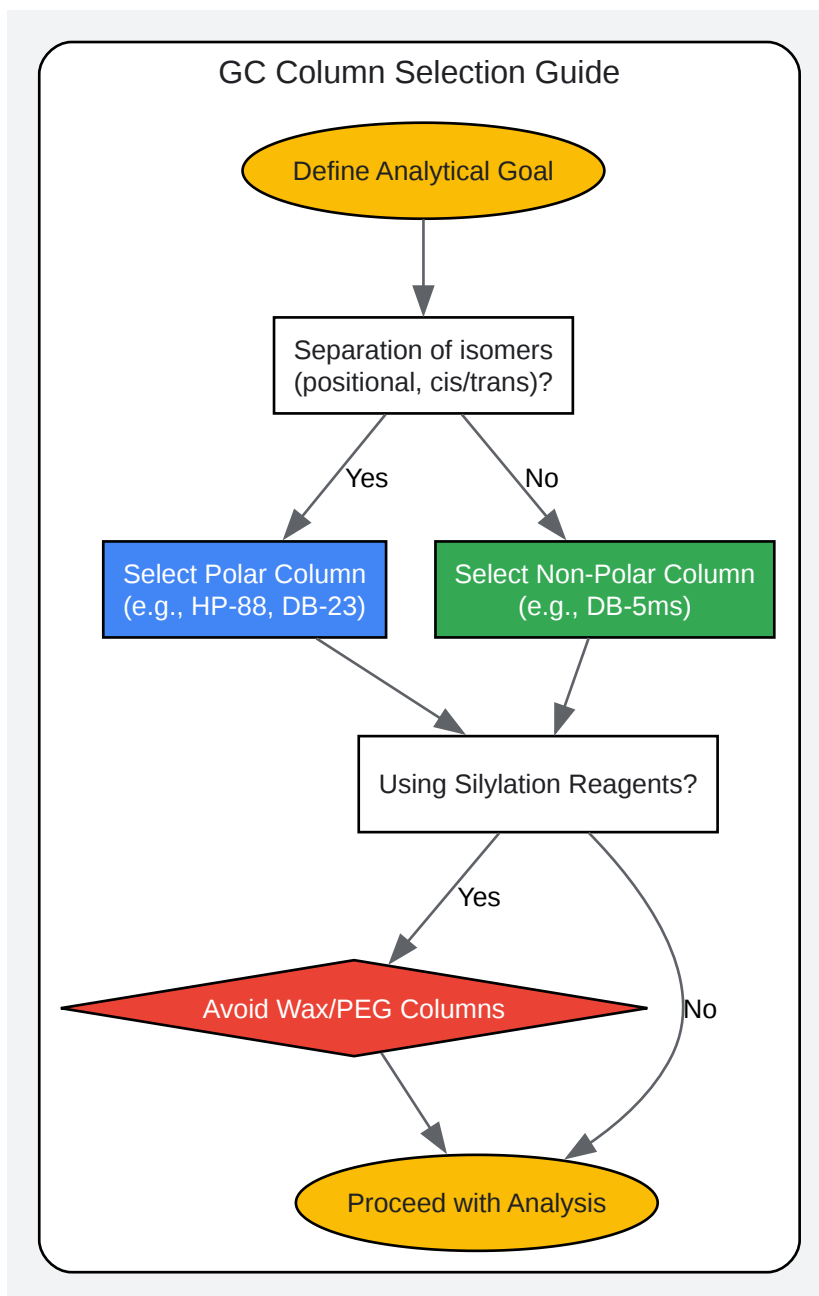 GC Column Selection Guide
Define Analytical Goal
Separation of isomers
(positional, cis/trans)?
Yes
No
Select Polar Column
(e.g., HP-88, DB-23)
Select Non-Polar Column
(e.g., DB-5ms)
Using Silylation Reagents?
Yes
Avoid Wax/PEG Columns
No
Proceed with Analysis